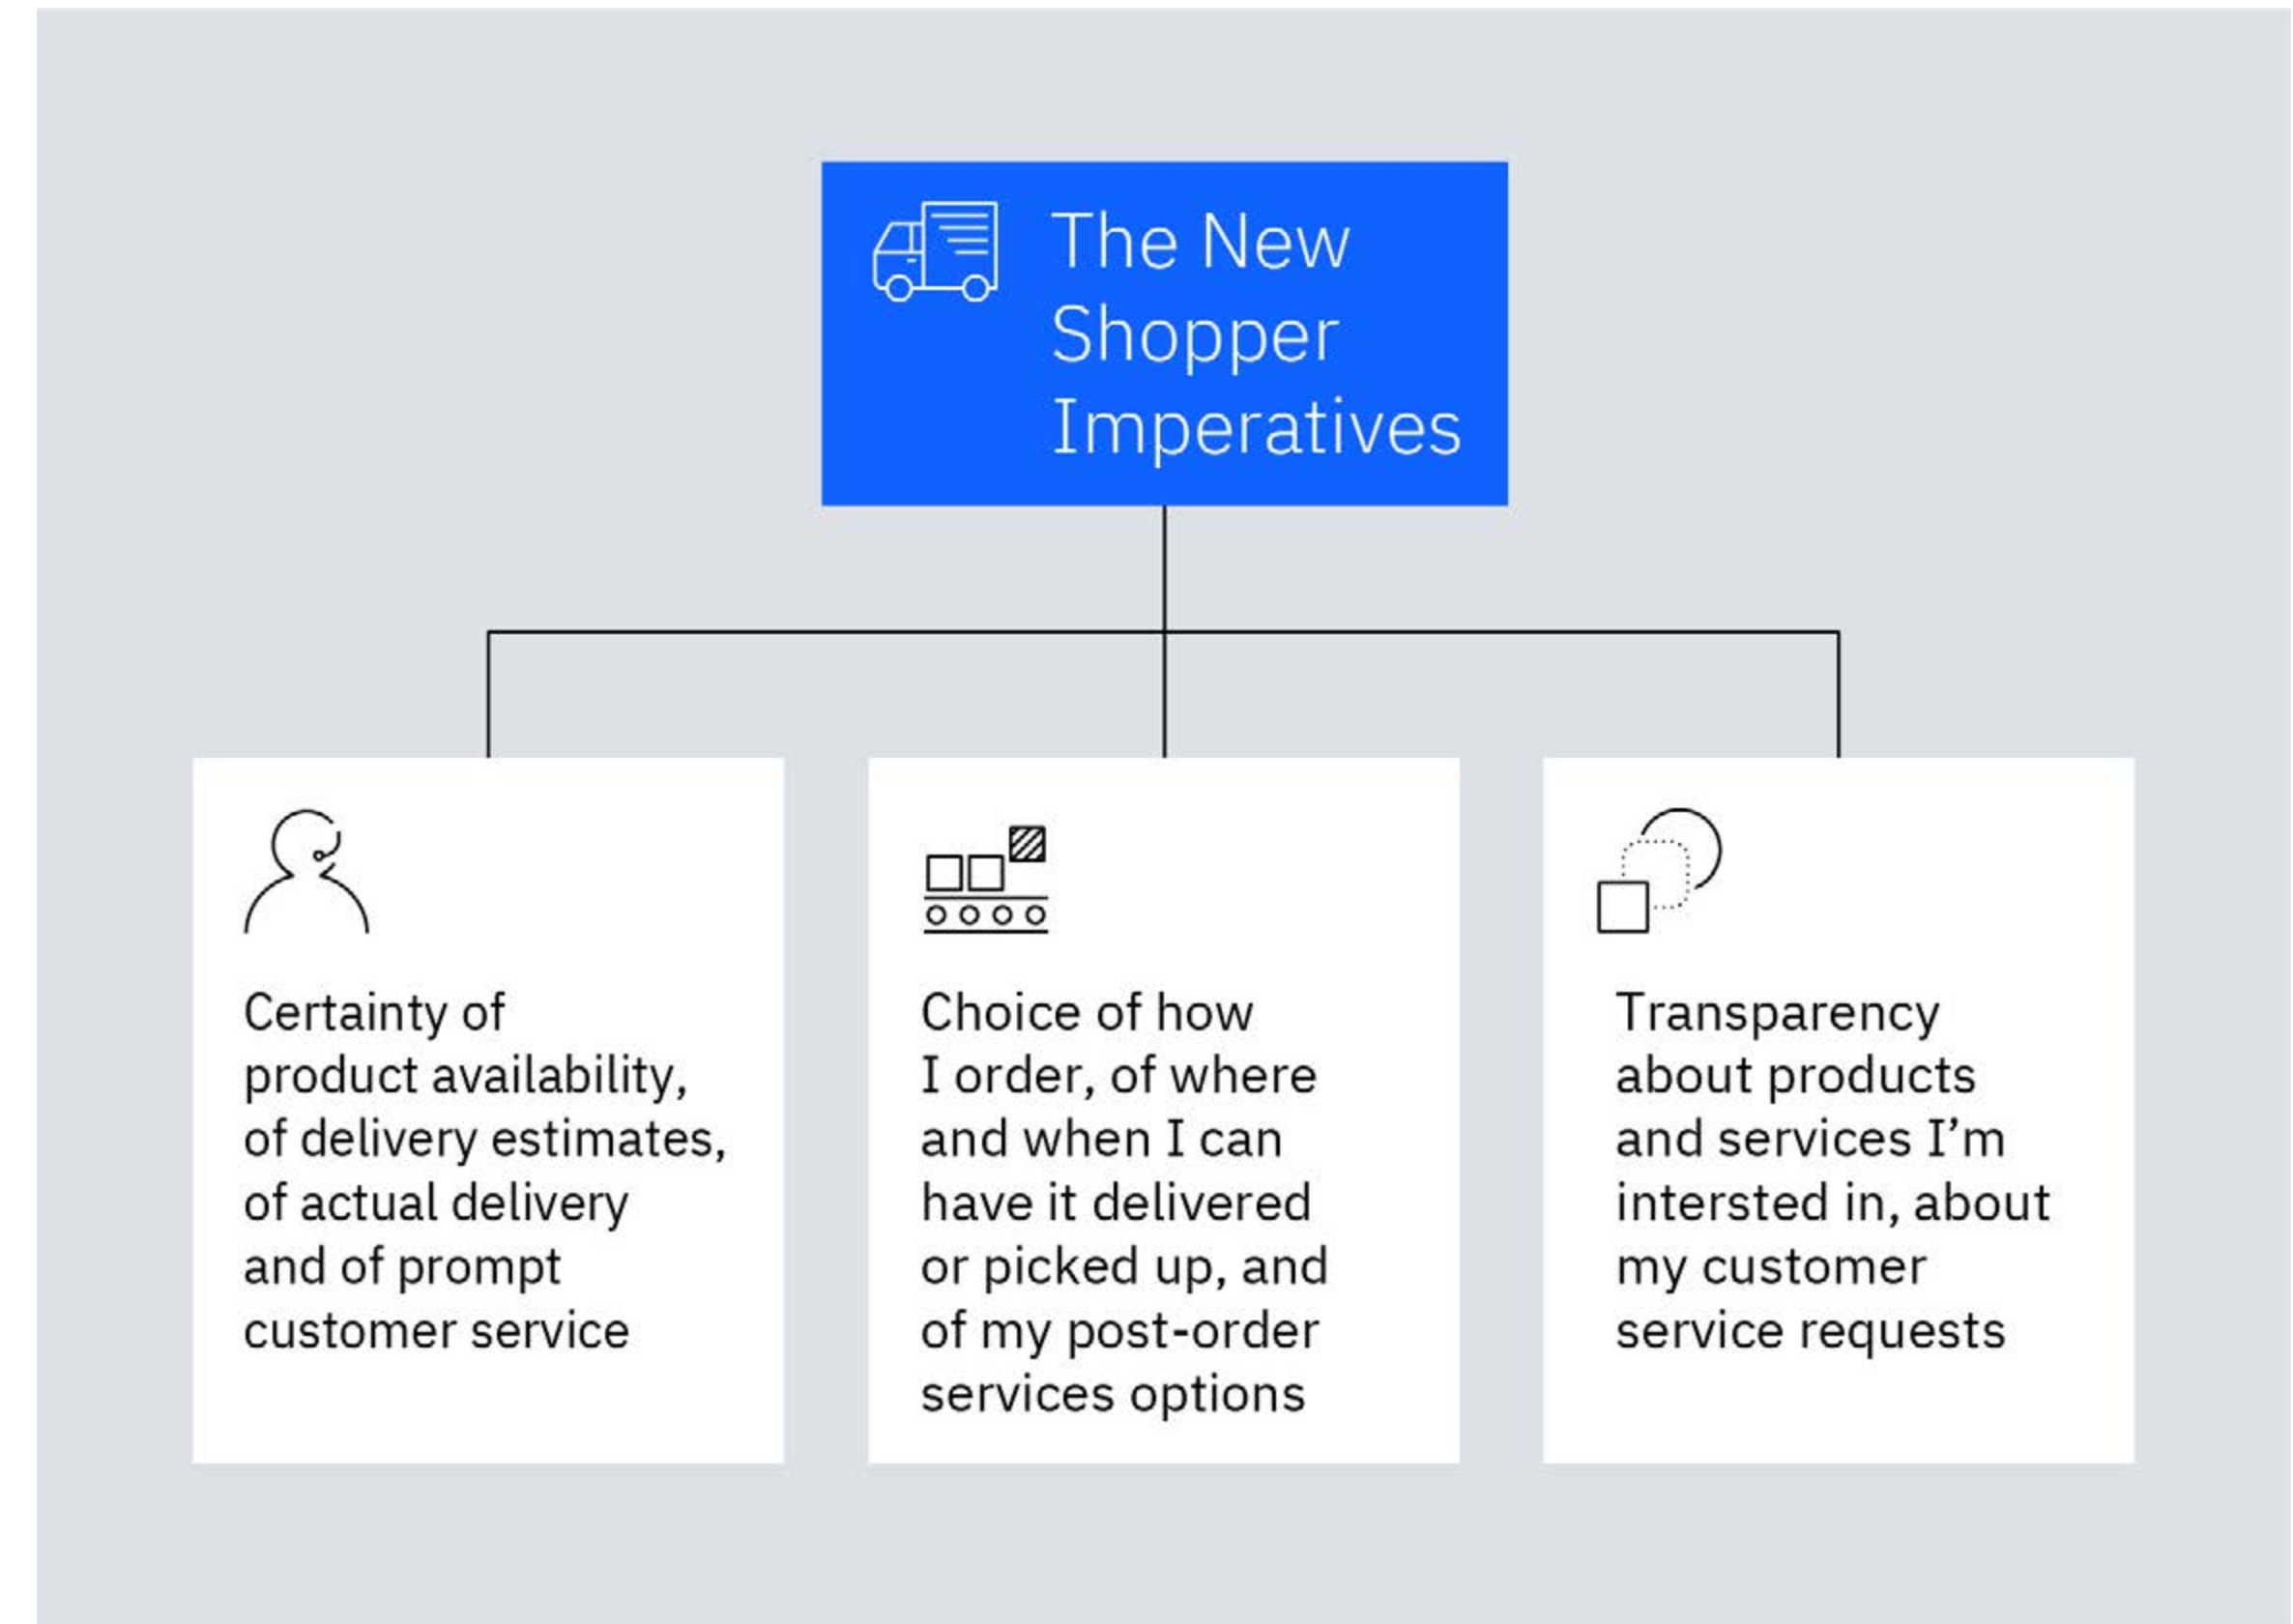 The New
Shopper
Imperatives
Certainty of
product availability,
of delivery estimates,
of actual delivery
and of prompt
customer service
Choice of how
I order, of where
and when I can
have it delivered
or picked up, and
of my post-order
services options
Transparency
about products
and services I’m
intersted in, about
my customer
service requests